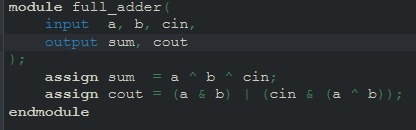 module full_adder(
    input  a, b, cin,
    output sum, cout
);
    assign sum  = a ^ b ^ cin;
    assign cout = (a & b) | (cin & (a ^ b));
endmodule